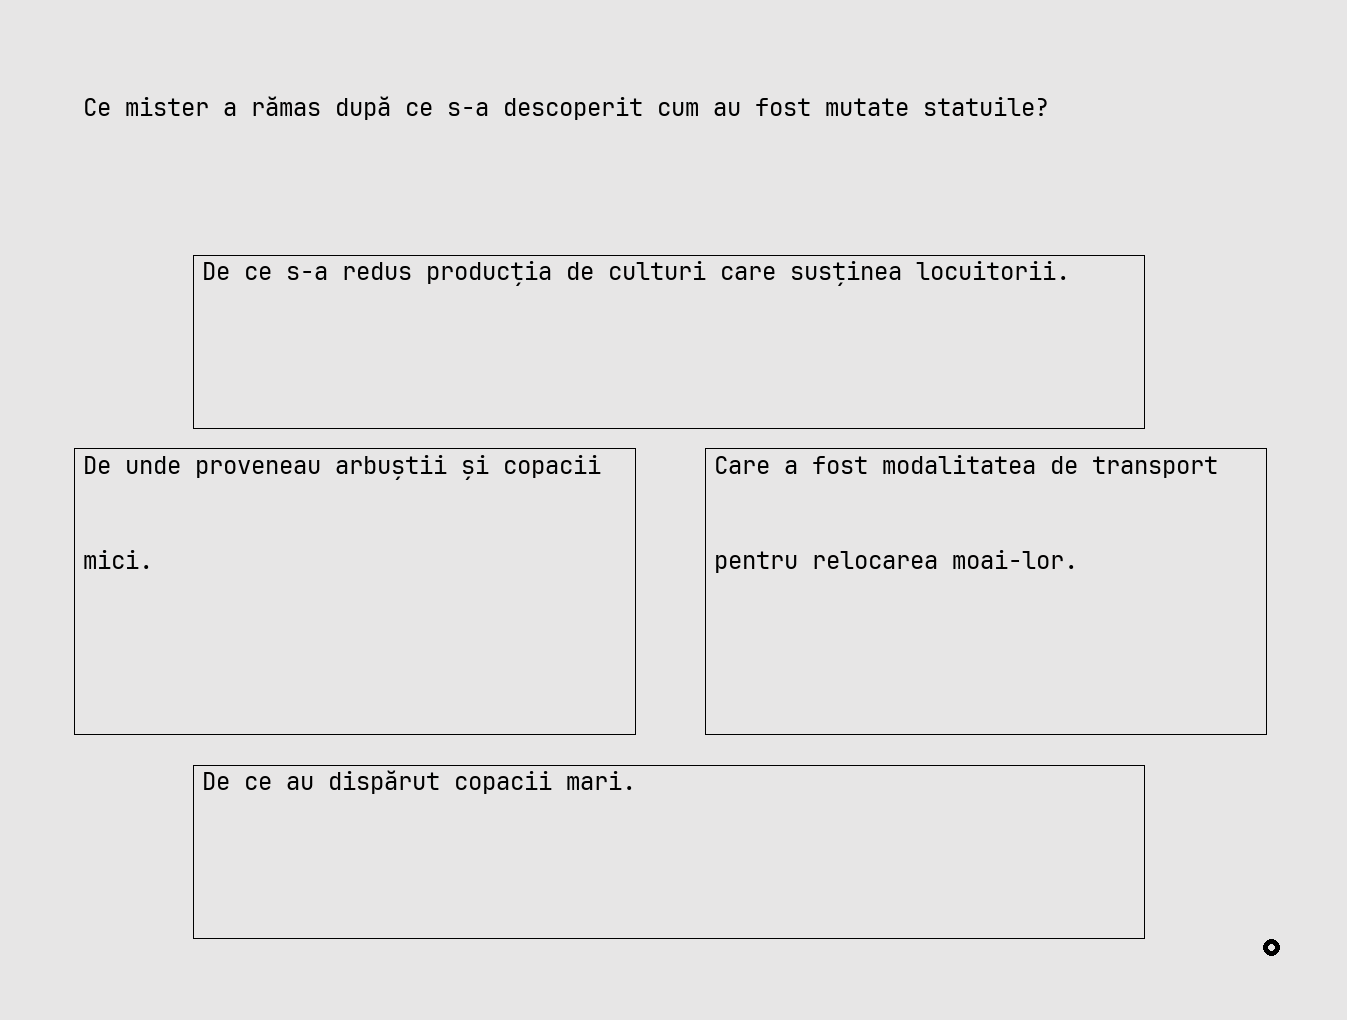 Ce mister a rămas după ce s-a descoperit cum au fost mutate statuile?
De ce s-a redus producția de culturi care susținea locuitorii.
De unde proveneau arbuștii și copacii
mici.
Care a fost modalitatea de transport
pentru relocarea moai-lor.
De ce au dispărut copacii mari.